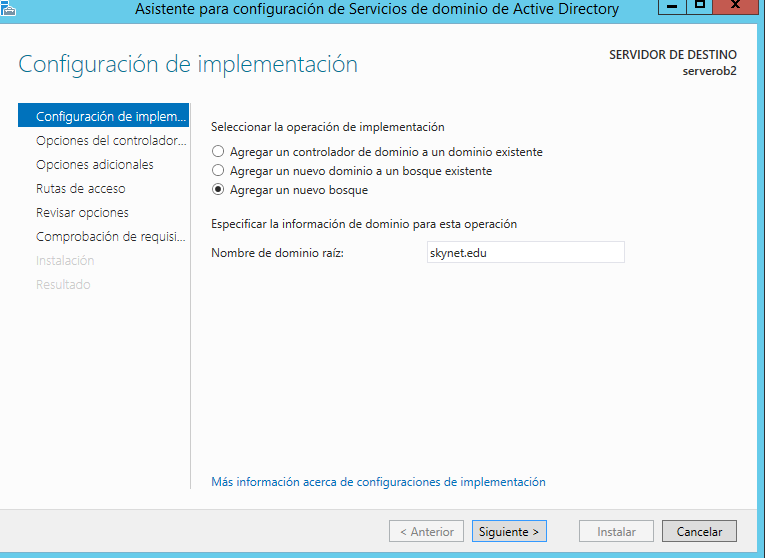 Asistente para configuración de Servicios de dominio de Active Directory
Configuración de implementación
SERVIDOR DE DESTINO
serverob2
Configuración de implem...
Opciones del controlador...
Opciones adicionales
Rutas de acceso
Revisar opciones
Comprobación de requisi...
Instalación
Resultado
Seleccionar la operación de implementación
Agregar un controlador de dominio a un dominio existente
Agregar un nuevo dominio a un bosque existente
Agregar un nuevo bosque
Especificar la información de dominio para esta operación
Nombre de dominio raíz: skynet.edu
Más información acerca de configuraciones de implementación
< Anterior Siguiente > Instalar Cancelar